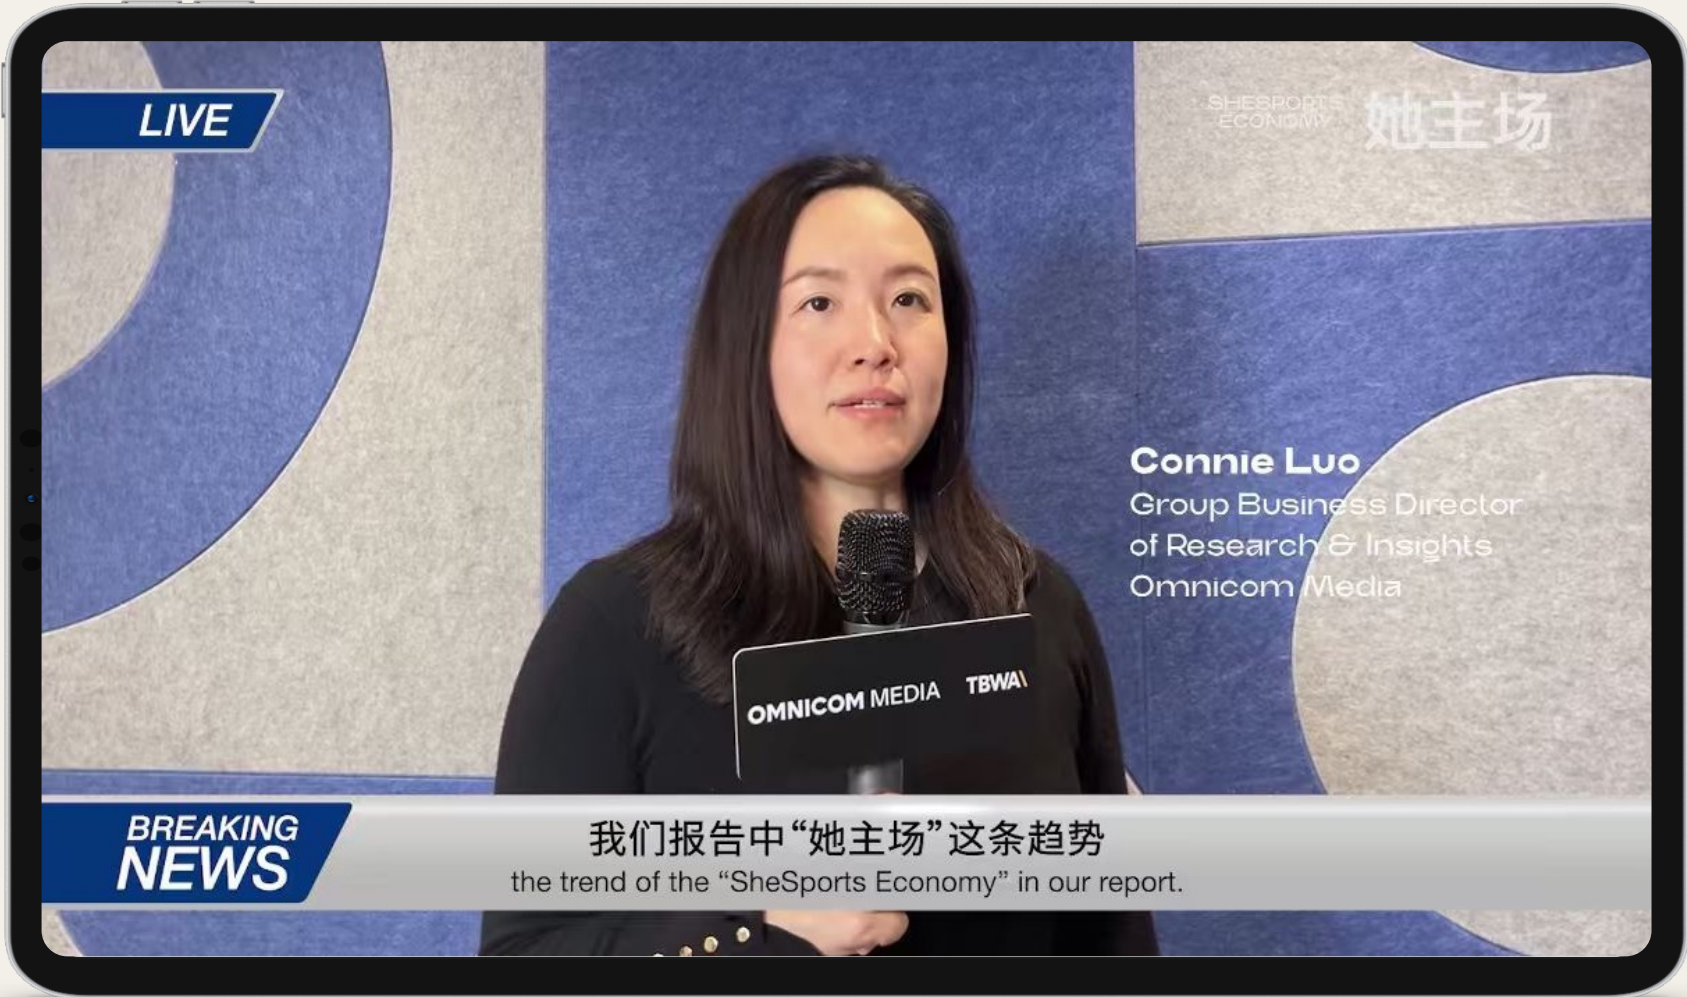 LIVE
SHESPORTS
ECONOMY
她主场
Connie Luo
Group Business Director
of Research & Insights
Omnicom Media
OMNICOM MEDIA TBWA\
BREAKING
NEWS
我们报告中“她主场”这条趋势
the trend of the “SheSports Economy” in our report.